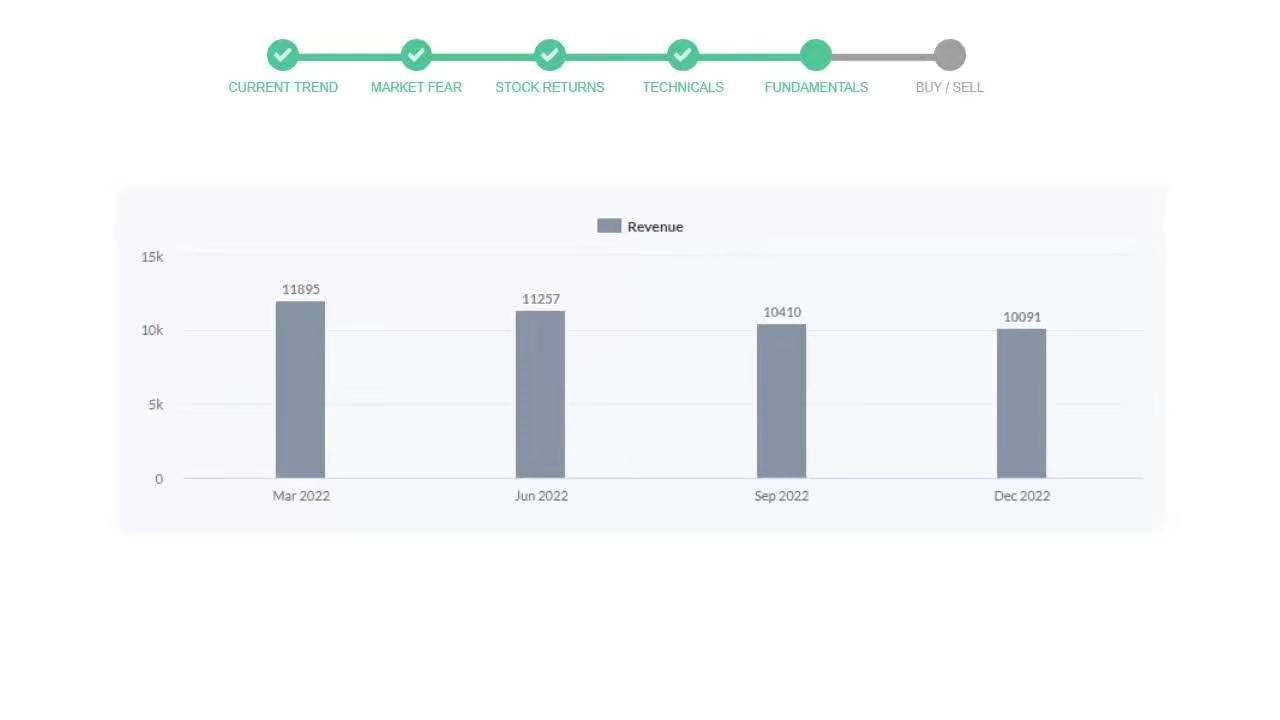 CURRENT TREND MARKET FEAR STOCK RETURNS TECHNICALS FUNDAMENTALS BUY / SELL
Revenue
15k
11895
11257
10410
10091
10k
5k
0
Mar 2022 Jun 2022 Sep 2022 Dec 2022